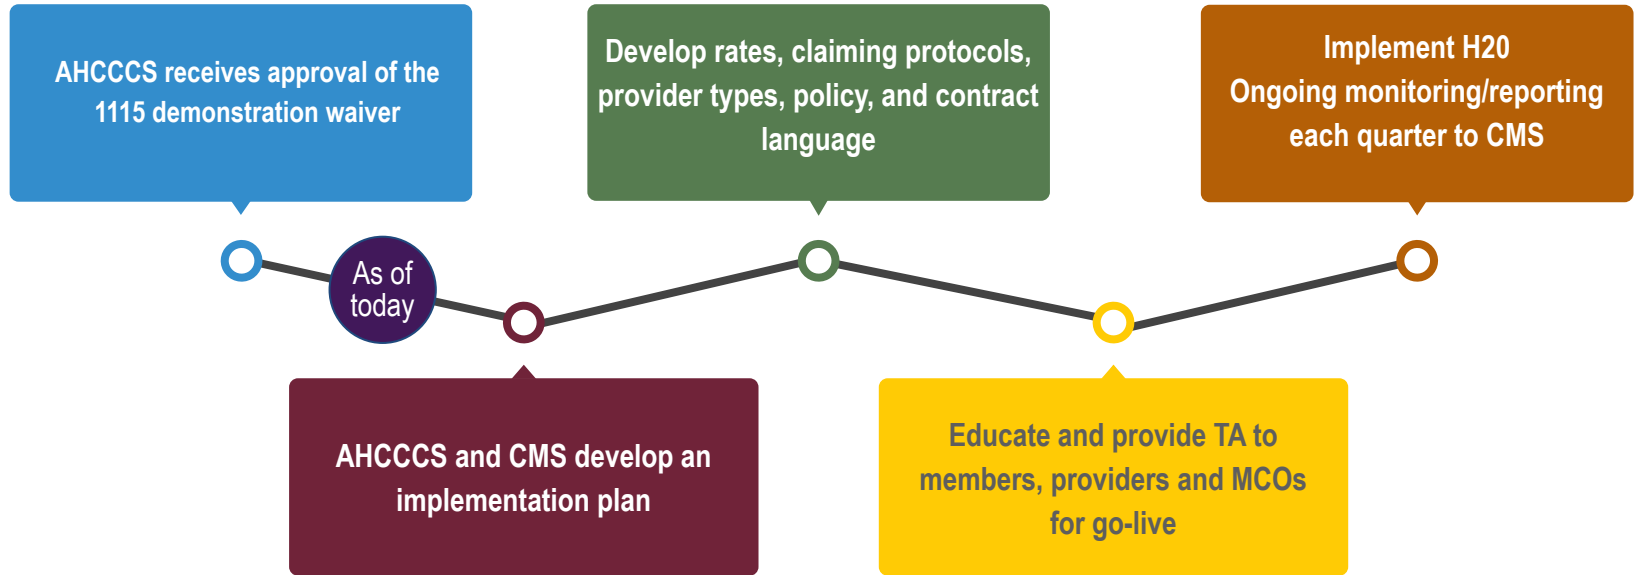 AHCCCS receives approval of the
1115 demonstration waiver
Develop rates, claiming protocols,
provider types, policy, and contract
language
Implement H20
Ongoing monitoring/reporting
each quarter to CMS
As of
today
AHCCCS and CMS develop an
implementation plan
Educate and provide TA to
members, providers and MCOs
for go-live